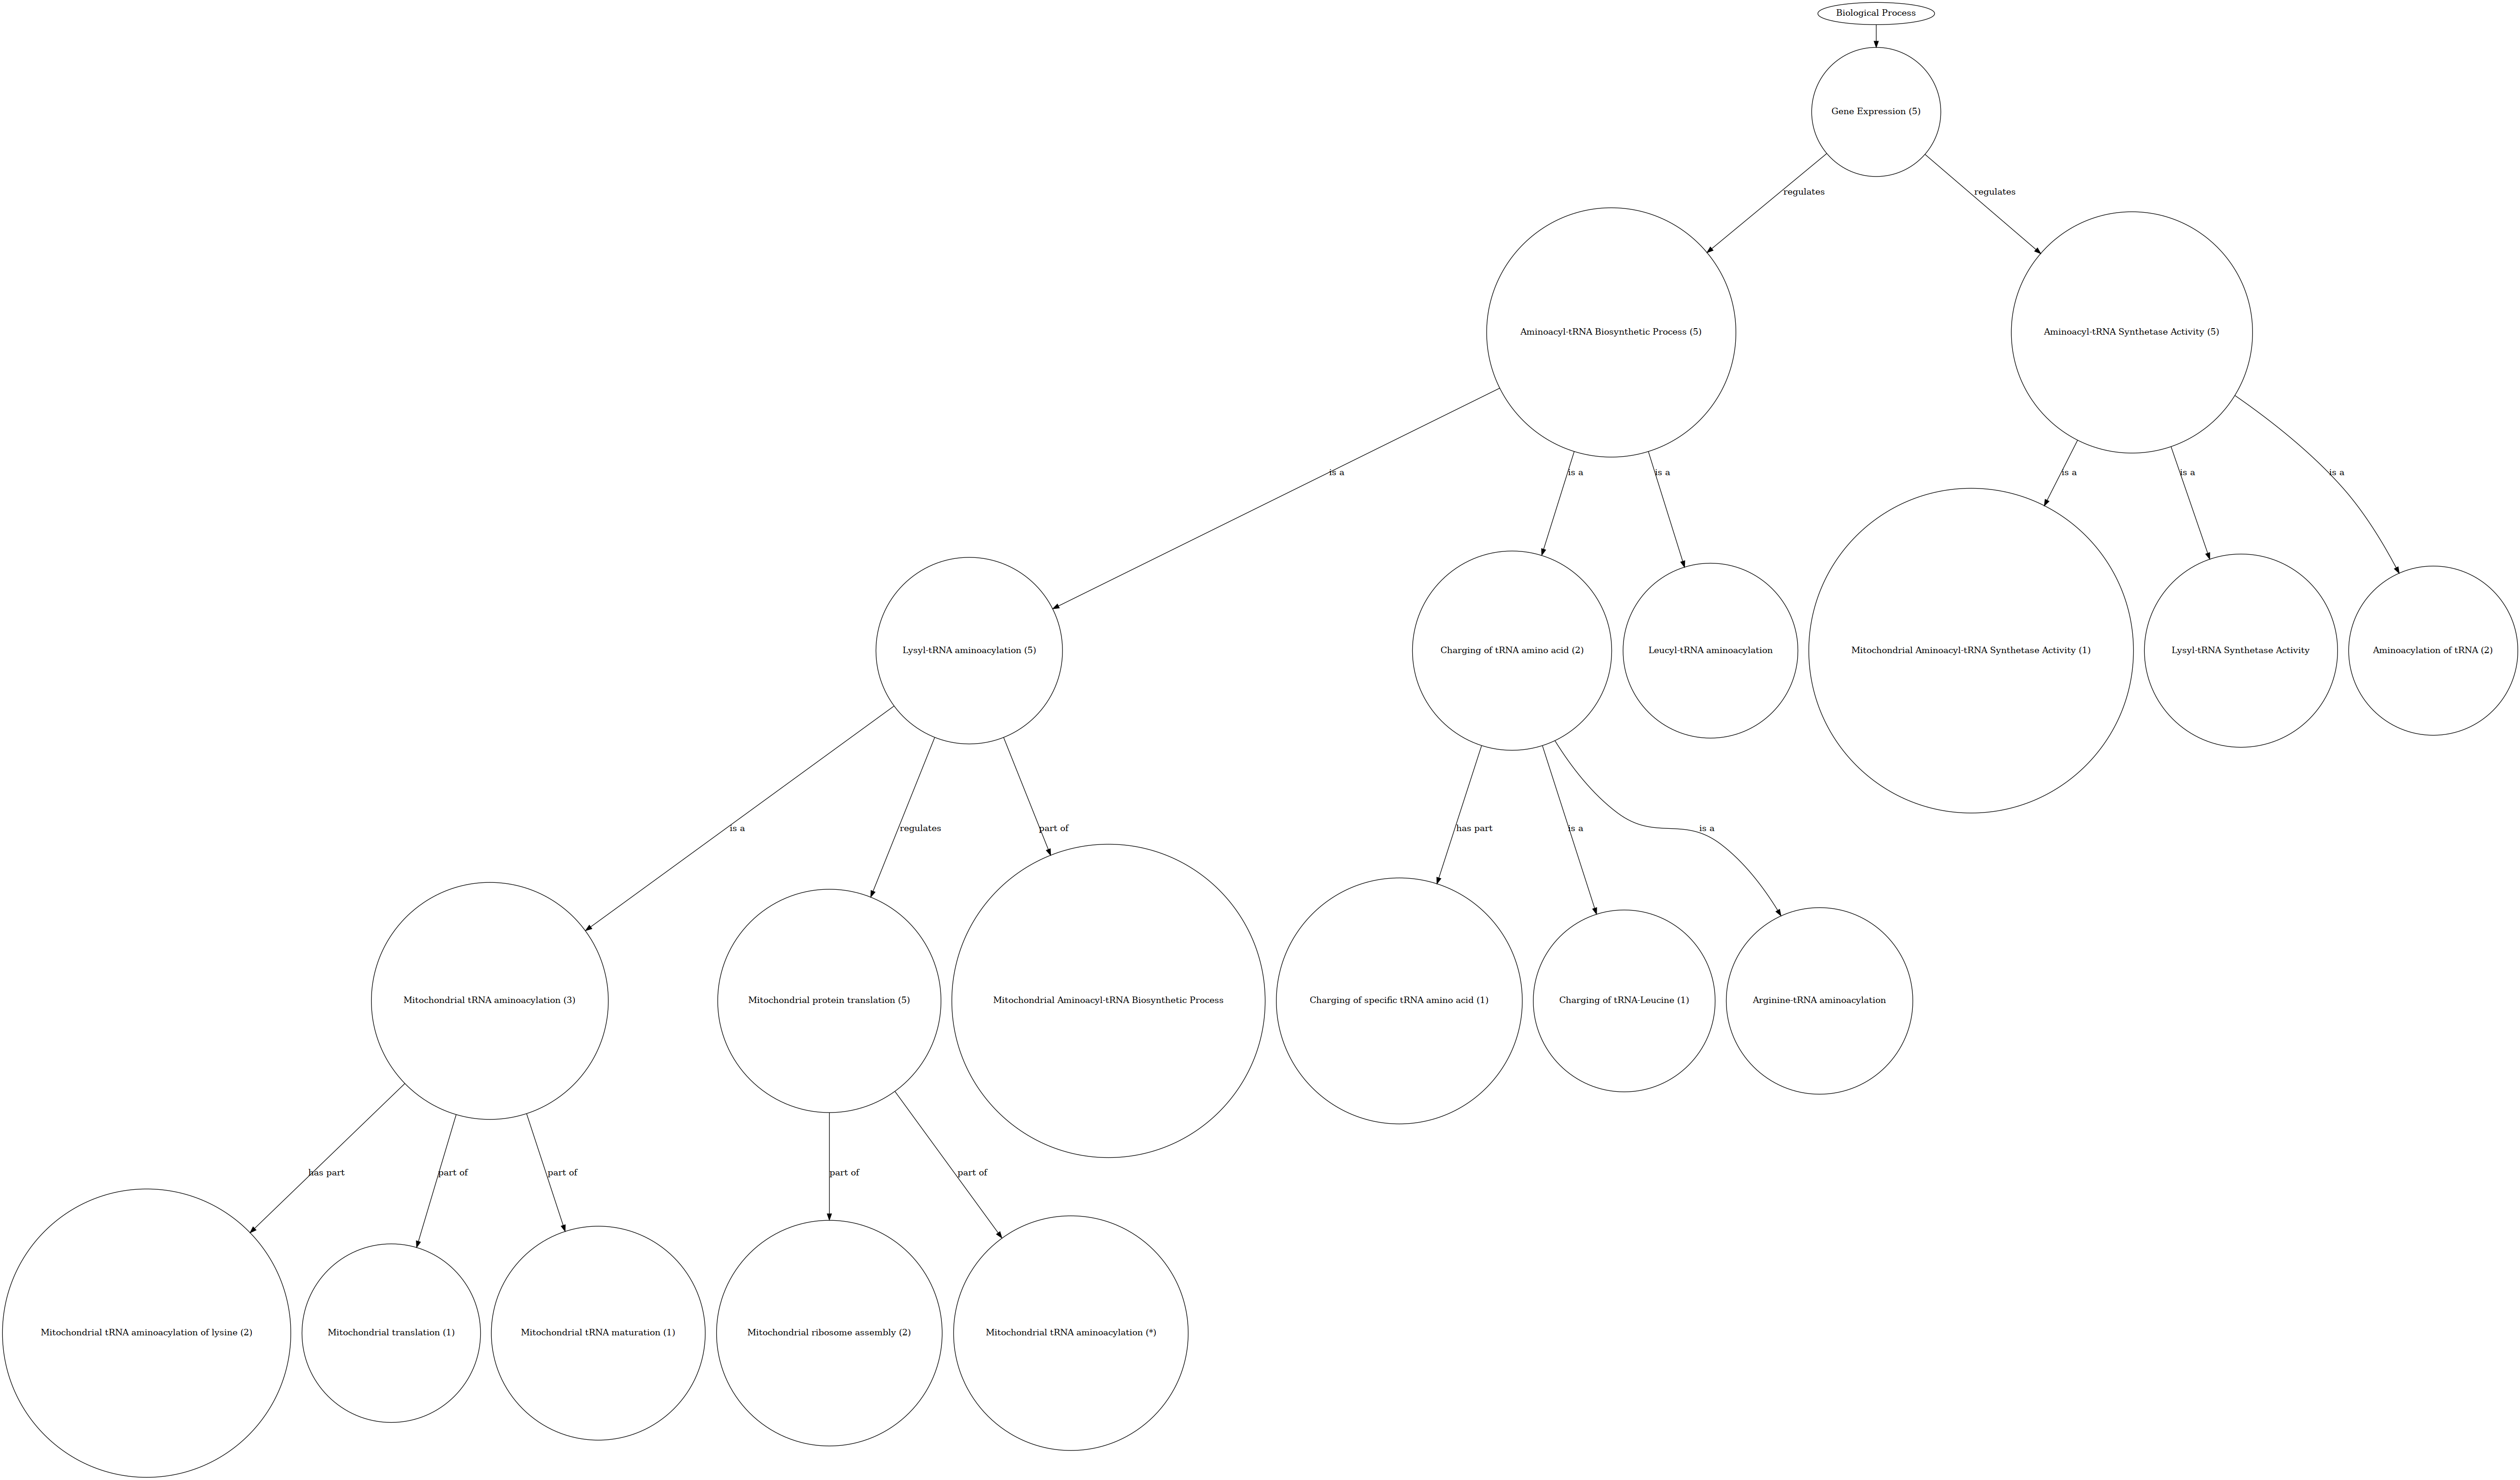 Biological Process
Gene Expression (5)
regulates
regulates
Aminoacyl-tRNA Biosynthetic Process (5)
Aminoacyl-tRNA Synthetase Activity (5)
is a
is a
is a
is a
is a
is a
Lysyl-tRNA aminoacylation (5)
Charging of tRNA amino acid (2)
Leucyl-tRNA aminoacylation
Mitochondrial Aminoacyl-tRNA Synthetase Activity (1)
Lysyl-tRNA Synthetase Activity
Aminoacylation of tRNA (2)
is a
regulates
part of
has part
is a
is a
Mitochondrial tRNA aminoacylation (3)
Mitochondrial protein translation (5)
Mitochondrial Aminoacyl-tRNA Biosynthetic Process
Charging of specific tRNA amino acid (1)
Charging of tRNA-Leucine (1)
Arginine-tRNA aminoacylation
has part
part of
part of
part of
part of
Mitochondrial tRNA aminoacylation of lysine (2)
Mitochondrial translation (1)
Mitochondrial tRNA maturation (1)
Mitochondrial ribosome assembly (2)
Mitochondrial tRNA aminoacylation (*)